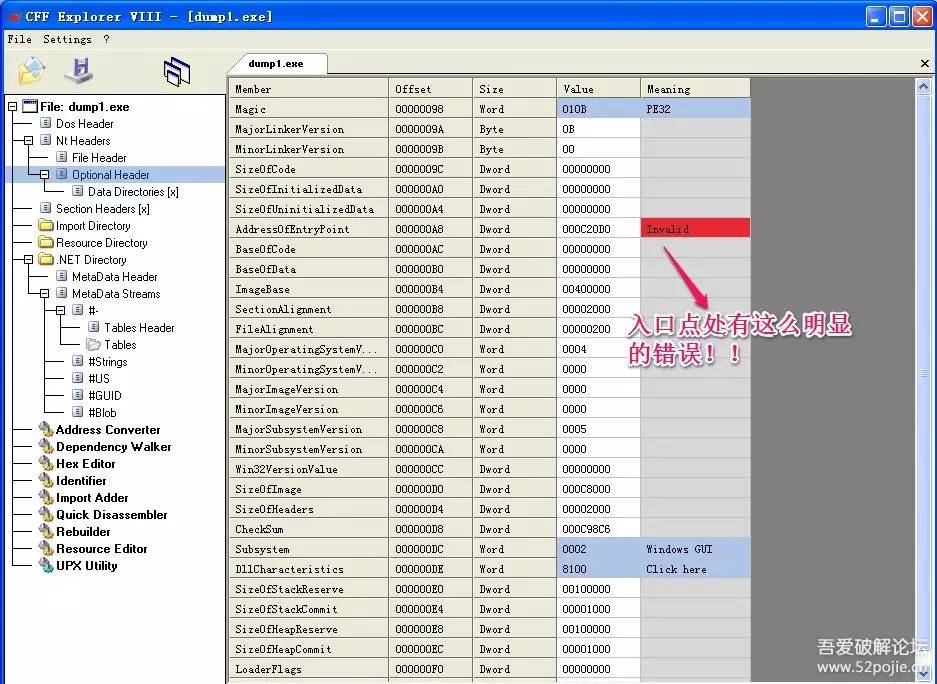 CFF Explorer VIII - [dump1.exe]
File Settings ?
dump1.exe
File: dump1.exe
Dos Header
Nt Headers
File Header
Optional Header
Data Directories [x]
Section Headers [x]
Import Directory
Resource Directory
.NET Directory
MetaData Header
MetaData Streams
#-
Tables Header
Tables
#Strings
#US
#GUID
#Blob
Address Converter
Dependency Walker
Hex Editor
Identifier
Import Adder
Quick Disassembler
Rebuilder
Resource Editor
UPX Utility
Member Offset Size Value Meaning
Magic 00000098 Word 010B PE32
MajorLinkerVersion 0000009A Byte 0B
MinorLinkerVersion 0000009B Byte 00
SizeOfCode 0000009C Dword 00000000
SizeOfInitializedData 000000A0 Dword 00000000
SizeOfUninitializedData 000000A4 Dword 00000000
AddressOfEntryPoint 000000A8 Dword 000C20D0 Invalid
BaseOfCode 000000AC Dword 00000000
BaseOfData 000000B0 Dword 00000000
ImageBase 000000B4 Dword 00400000
SectionAlignment 000000B8 Dword 00002000
FileAlignment 000000BC Dword 00000200
MajorOperatingSystemV... 000000C0 Word 0004
MinorOperatingSystemV... 000000C2 Word 0000
MajorImageVersion 000000C4 Word 0000
MinorImageVersion 000000C6 Word 0000
MajorSubsystemVersion 000000C8 Word 0005
MinorSubsystemVersion 000000CA Word 0000
Win32VersionValue 000000CC Dword 00000000
SizeOfImage 000000D0 Dword 000C8000
SizeOfHeaders 000000D4 Dword 00002000
CheckSum 000000D8 Dword 000C98C6
Subsystem 000000DC Word 0002 Windows GUI
DllCharacteristics 000000DE Word 8100 Click here
SizeOfStackReserve 000000E0 Dword 00100000
SizeOfStackCommit 000000E4 Dword 00001000
SizeOfHeapReserve 000000E8 Dword 00100000
SizeOfHeapCommit 000000EC Dword 00001000
LoaderFlags 000000F0 Dword 00000000
入口点处有这么明显
的错误！！
吾爱破解论坛
www.52pojie.cn